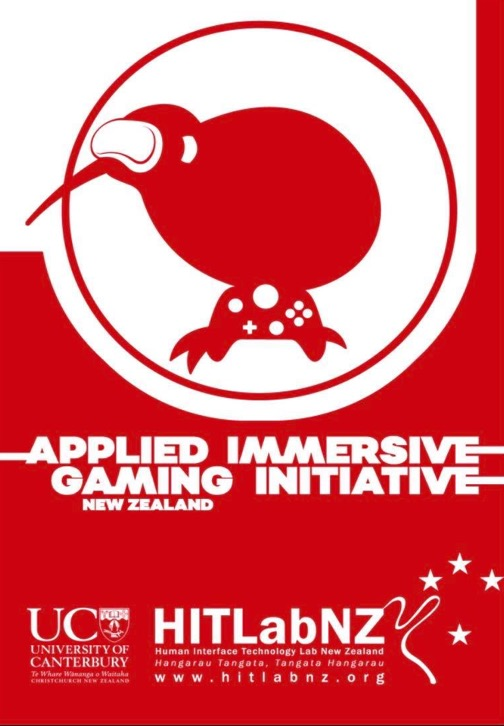 APPLIED IMMERSIVE
GAMING INITIATIVE
NEW ZEALAND
UC
UNIVERSITY OF
CANTERBURY
Te Whare Wānanga o Waitaha
CHRISTCHURCH NEW ZEALAND
HITLabNZ
Human Interface Technology Lab New Zealand
Hangarau Tangata, Tangata Hangarau
www.hitlabnz.org